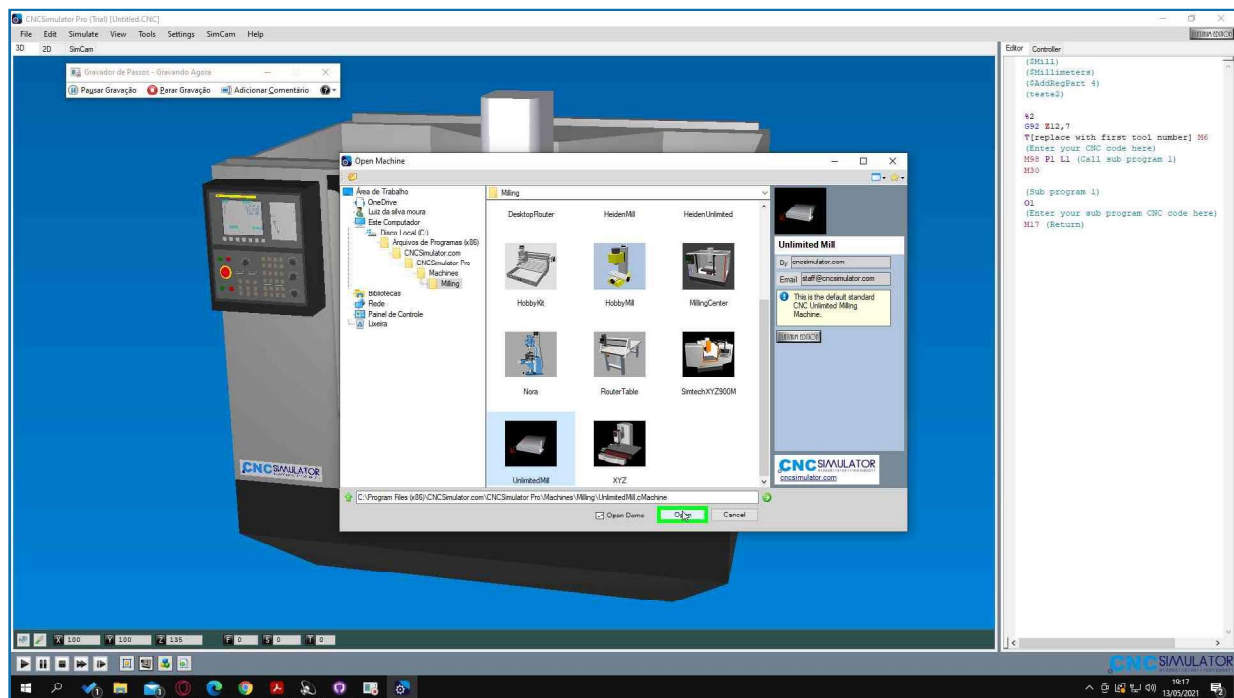 CNCSimulator Pro (Trial) [Untitled.CNC]
File Edit Simulate View Tools Settings SimCam Help
3D 2D SimCam
Gravador de Passos - Gravando Agora
Pausar Gravação Parar Gravação Adicionar Comentário
Open Machine
Área de Trabalho
OneDrive
Luiz da silva moura
Este Computador
Disco Local (C:)
Arquivos de Programas (x86)
CNCSimulator.com
CNCSimulator Pro
Machines
Milling
Bibliotecas
Rede
Painel de Controle
Lixeira
Milling
DesktopRouter HeidenMill HeidenUnlimited
HobbyKit HobbyMill MillingCenter
Nora RouterTable SimtechXYZ900M
UnlimitedMill XYZ
Unlimited Mill
By cncsimulator.com
Email staff@cncsimulator.com
This is the default standard
CNC Unlimited Milling
Machine.
CNC SIMULATOR
cncsimulator.com
C:\Program Files (x86)\CNCSimulator.com\CNCSimulator Pro\Machines\Milling\UnlimitedMill.cMachine
Open Demo Open Cancel
CNC SIMULATOR
X 100 Y 100 Z 135 F 0 S 0 T 0
Editor Controller
($Mill)
($Millimeters)
($AddRegPart 4)
(teste2)
%2
G92 Z12,7
T[replace with first tool number] M6
(Enter your CNC code here)
M98 P1 L1 (Call sub program 1)
M30
(Sub program 1)
O1
(Enter your sub program CNC code here)
M17 (Return)
CNC SIMULATOR
10:17
13/05/2021